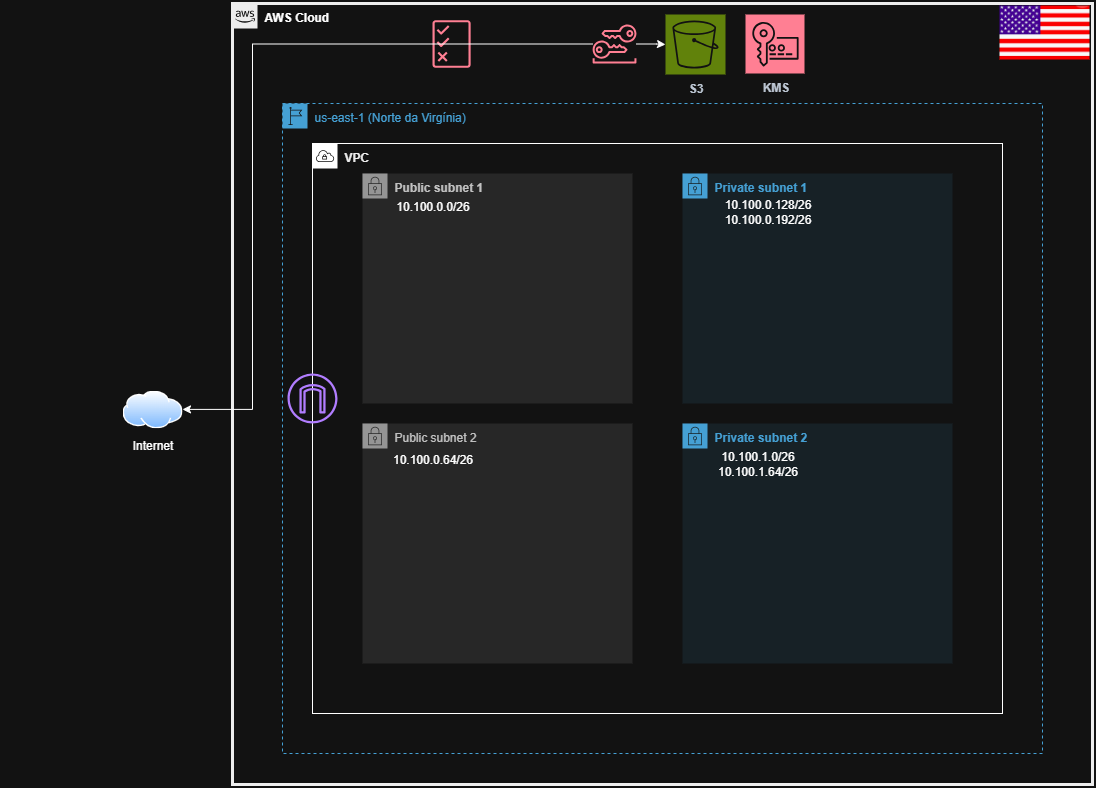 aws
AWS Cloud
S3
KMS
us-east-1 (Norte da Virgínia)
VPC
Public subnet 1
10.100.0.0/26
Private subnet 1
10.100.0.128/26
10.100.0.192/26
Internet
Public subnet 2
10.100.0.64/26
Private subnet 2
10.100.1.0/26
10.100.1.64/26